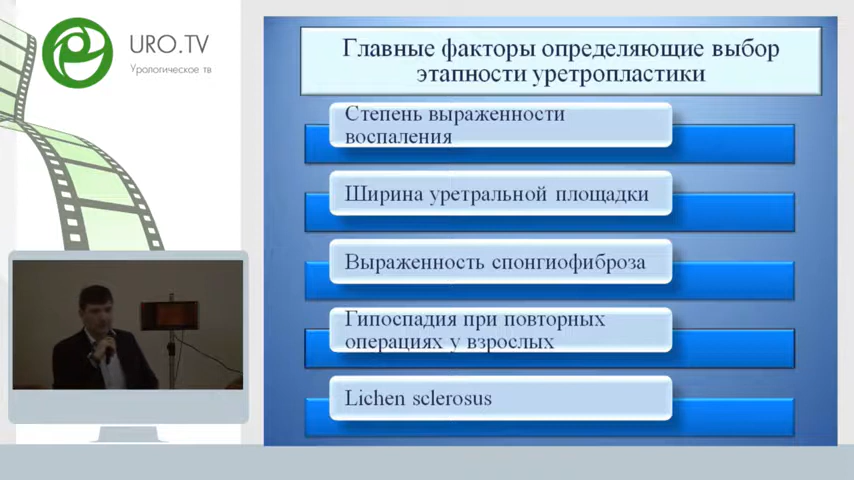 URO.TV
Урологическое тв
Главные факторы определяющие выбор
этапности уретропластики
Степень выраженности
воспаления
Ширина уретральной площадки
Выраженность спонгиофиброза
Гипоспадия при повторных
операциях у взрослых
Lichen sclerosus